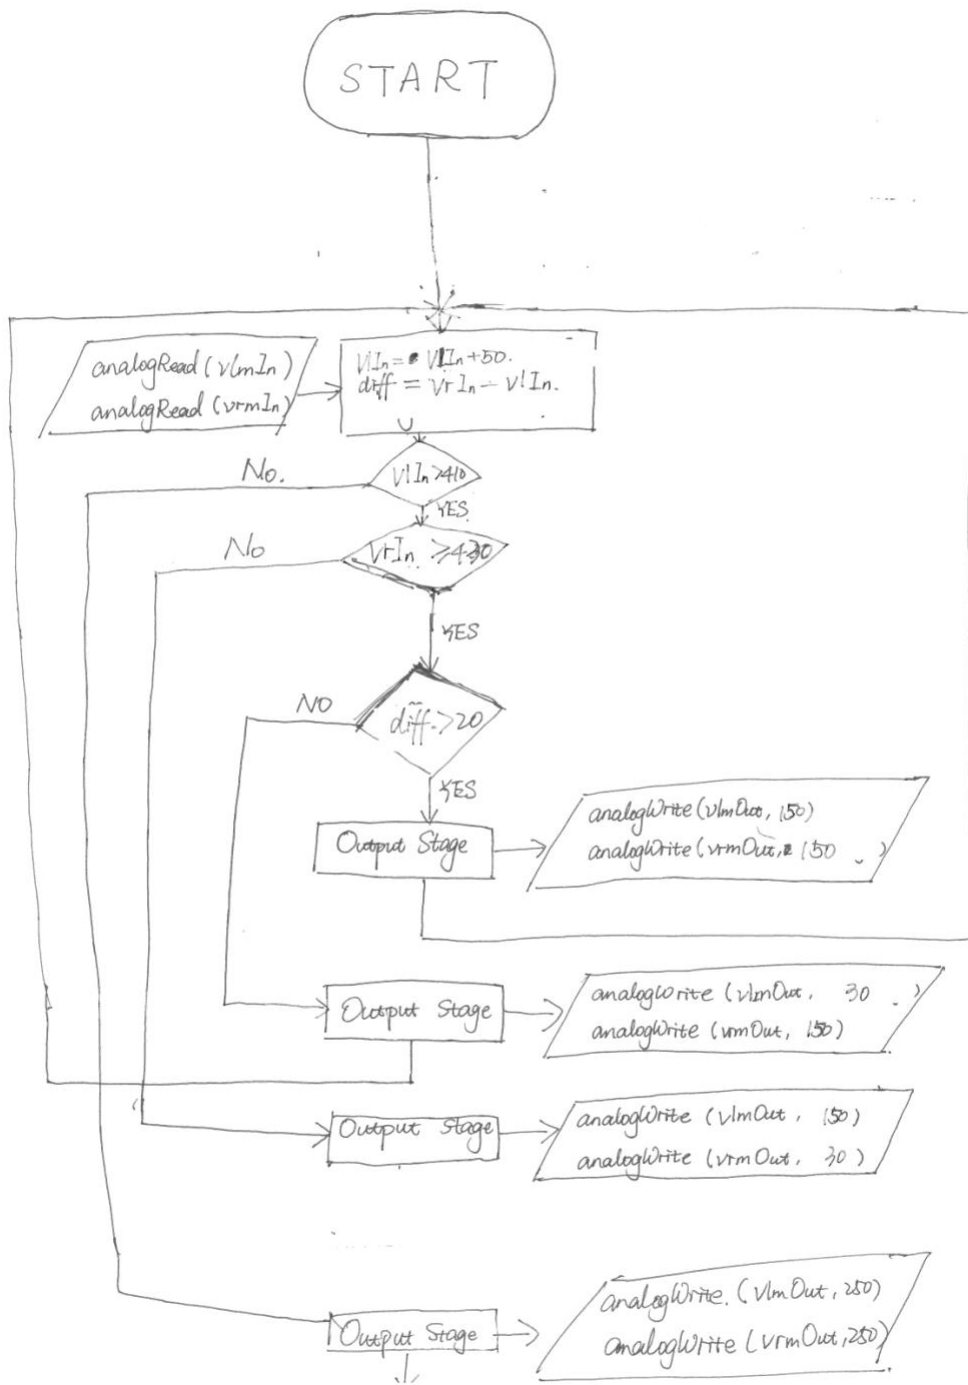 START
analogRead (vlmIn)
analogRead (vrmIn)
VlIn = VlIn + 50.
diff = VrIn - VlIn.
VlIn > 410
No.
YES.
VrIn ≥ 430
No
YES
diff > 20
NO
YES
Output Stage
analogWrite (vlmOut, 150)
analogWrite (vrmOut, 150 )
Output Stage
analogWrite (vlmOut, 30 )
analogWrite (vrmOut, 150)
Output Stage
analogWrite (vlmOut, 150)
analogWrite (vrmOut, 30 )
Output Stage
analogWrite. (vlmOut, 250)
analogWrite (vrmOut, 250)